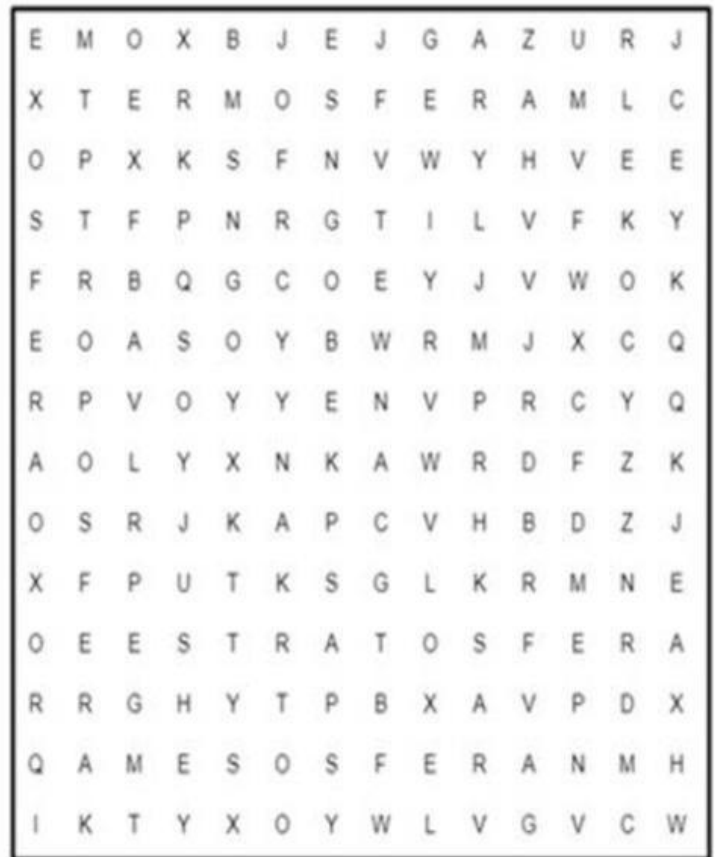 E M O X B J E J G A Z U R J
X T E R M O S F E R A M L C
O P X K S F N V W Y H V E E
S T F P N R G T I L V F K Y
F R B Q G C O E Y J V W O K
E O A S O Y B W R M J X C Q
R P V O Y Y E N V P R C Y Q
A O L Y X N K A W R D F Z K
O S R J K A P C V H B D Z J
X F P U T K S G L K R M N E
O E E S T R A T O S F E R A
R R G H Y T P B X A V P D X
Q A M E S O S F E R A N M H
I K T Y X O Y W L V G V C W